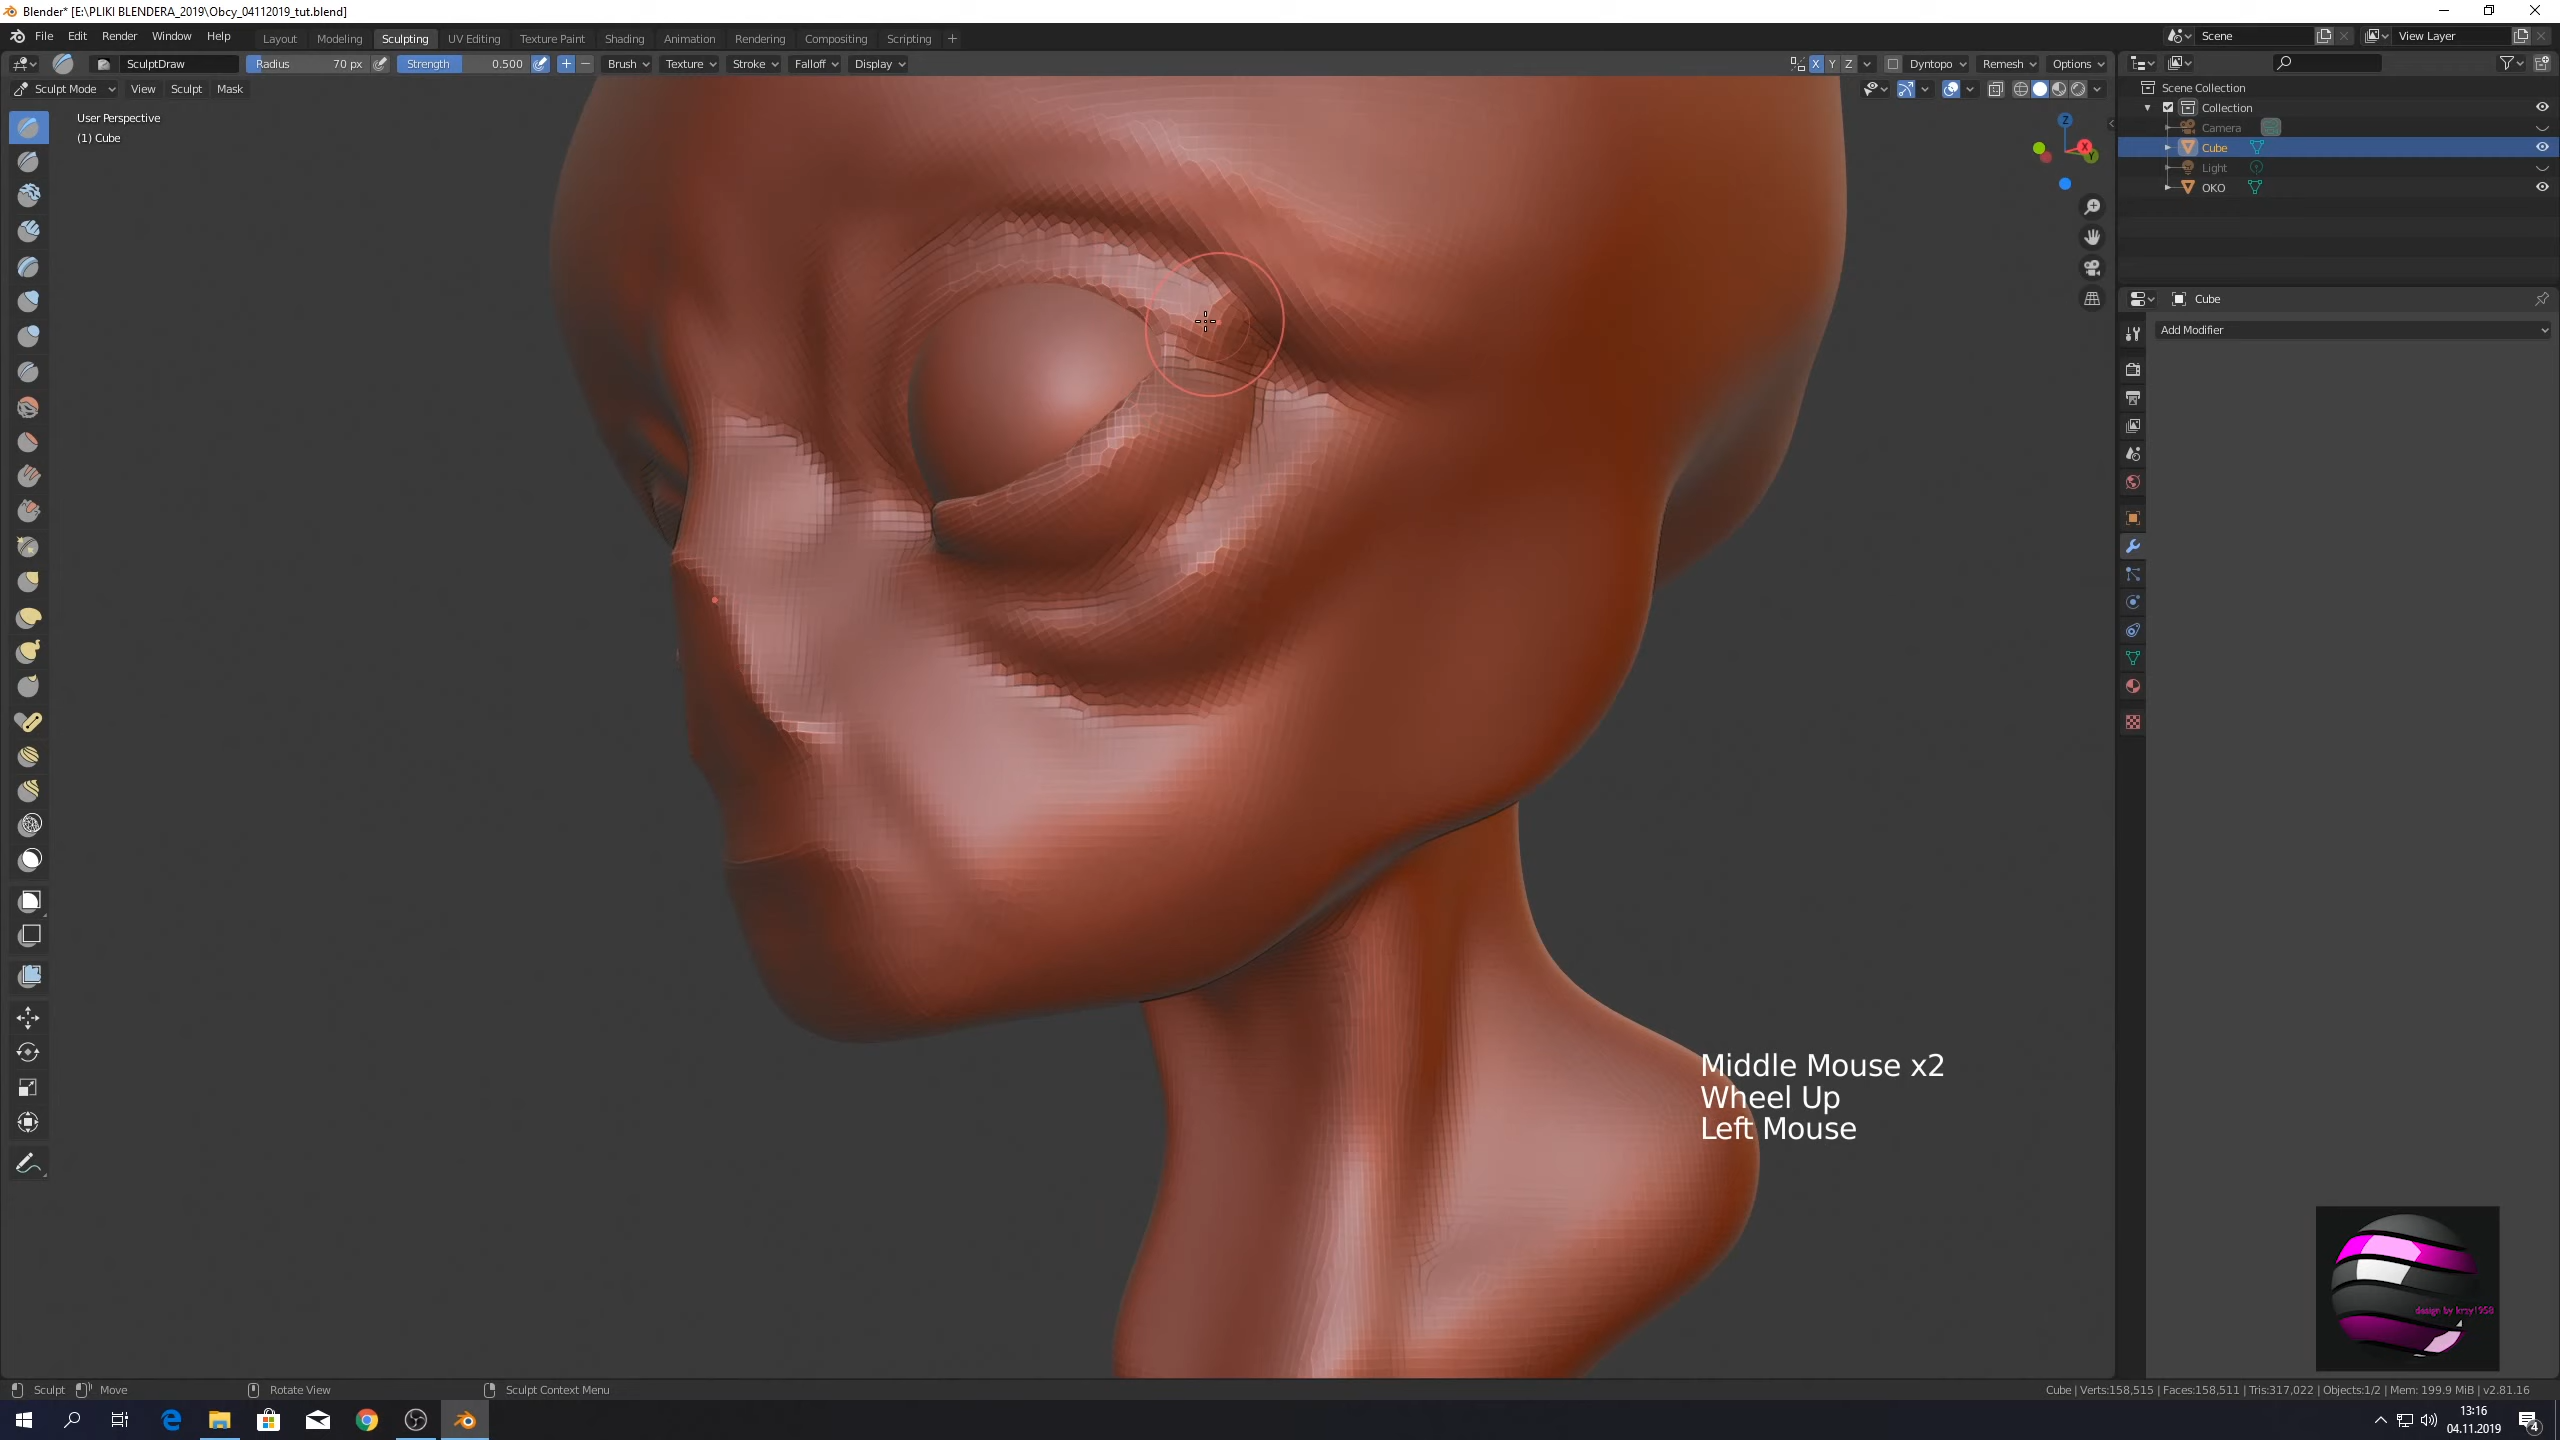 Blender* [E:\PLIKI BLENDERA_2019\Obcy_04112019_tut.blend]
File Edit Render Window Help Layout Modeling Sculpting UV Editing Texture Paint Shading Animation Rendering Compositing Scripting + Scene View Layer
SculptDraw Radius 70 px Strength 0.500 + − Brush Texture Stroke Falloff Display X Y Z Dyntopo Remesh Options
Sculpt Mode View Sculpt Mask
User Perspective
(1) Cube
Z
X
Y
Scene Collection
Collection
Camera
Cube
Light
OKO
Cube
Add Modifier
Middle Mouse x2
Wheel Up
Left Mouse
design by krzy1958
Sculpt Move Rotate View Sculpt Context Menu Cube | Verts:158,515 | Faces:158,511 | Tris:317,022 | Objects:1/2 | Mem: 199.9 MiB | v2.81.16
13:16
04.11.2019
4